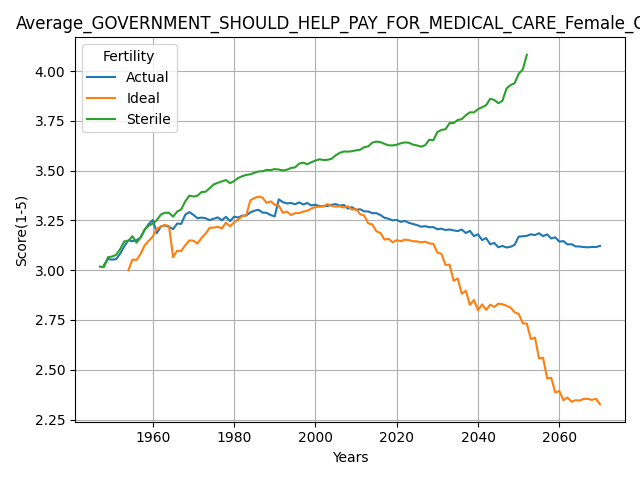 Average_GOVERNMENT_SHOULD_HELP_PAY_FOR_MEDICAL_CARE_Female_
Fertility
Actual
Ideal
Sterile
Score(1-5)
4.00
3.75
3.50
3.25
3.00
2.75
2.50
2.25
1960
1980
2000
2020
2040
2060
Years